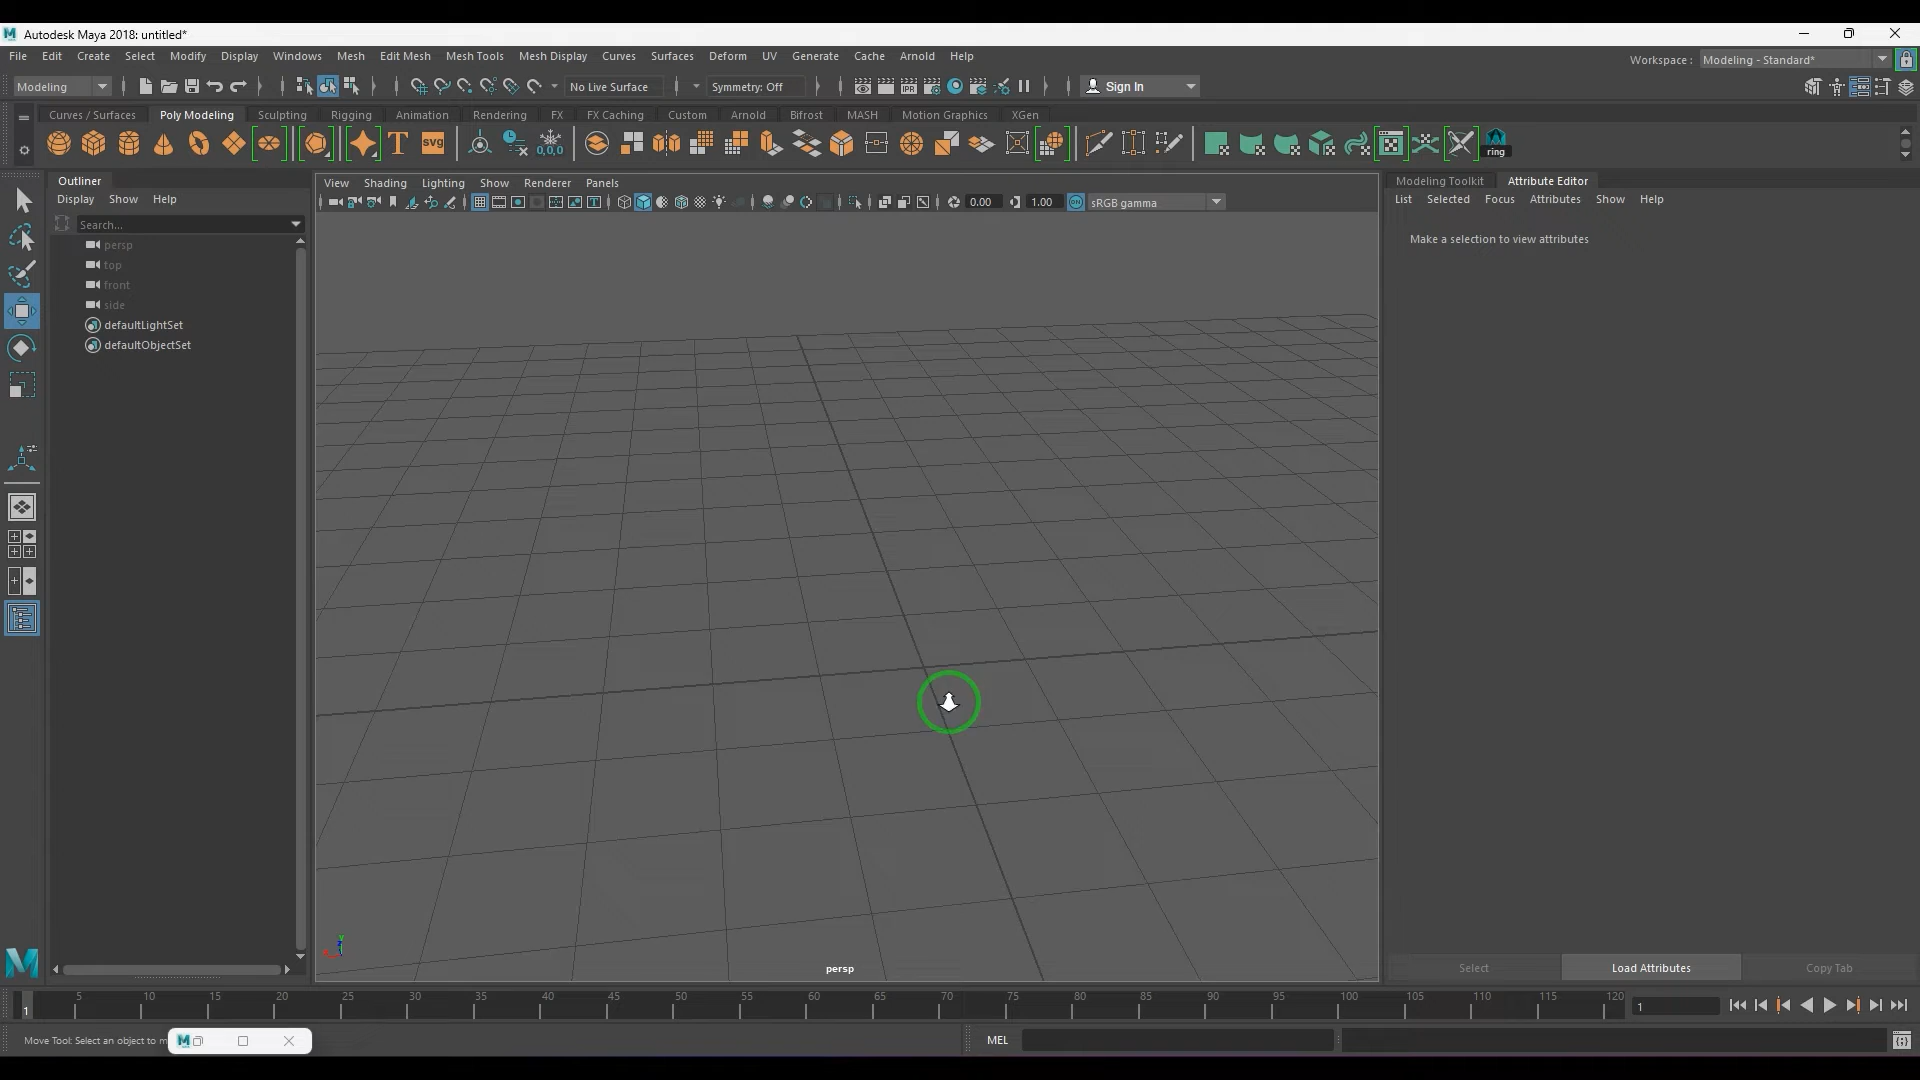 Autodesk Maya 2018: untitled*
File Edit Create Select Modify Display Windows Mesh Edit Mesh Mesh Tools Mesh Display Curves Surfaces Deform UV Generate Cache Arnold Help
Workspace : Modeling - Standard*
Modeling No Live Surface Symmetry: Off Sign In
Curves / Surfaces Poly Modeling Sculpting Rigging Animation Rendering FX FX Caching Custom Arnold Bifrost MASH Motion Graphics XGen
T SVG 0,0,0 ring
Outliner
Display Show Help
Search...
persp
top
front
side
defaultLightSet
defaultObjectSet
View Shading Lighting Show Renderer Panels
0.00 1.00 ON sRGB gamma
persp
Modeling Toolkit Attribute Editor
List Selected Focus Attributes Show Help
Make a selection to view attributes
Select Load Attributes Copy Tab
1 5 10 15 20 25 30 35 40 45 50 55 60 65 70 75 80 85 90 95 100 105 110 115 120 1
Move Tool: Select an object to m
MEL